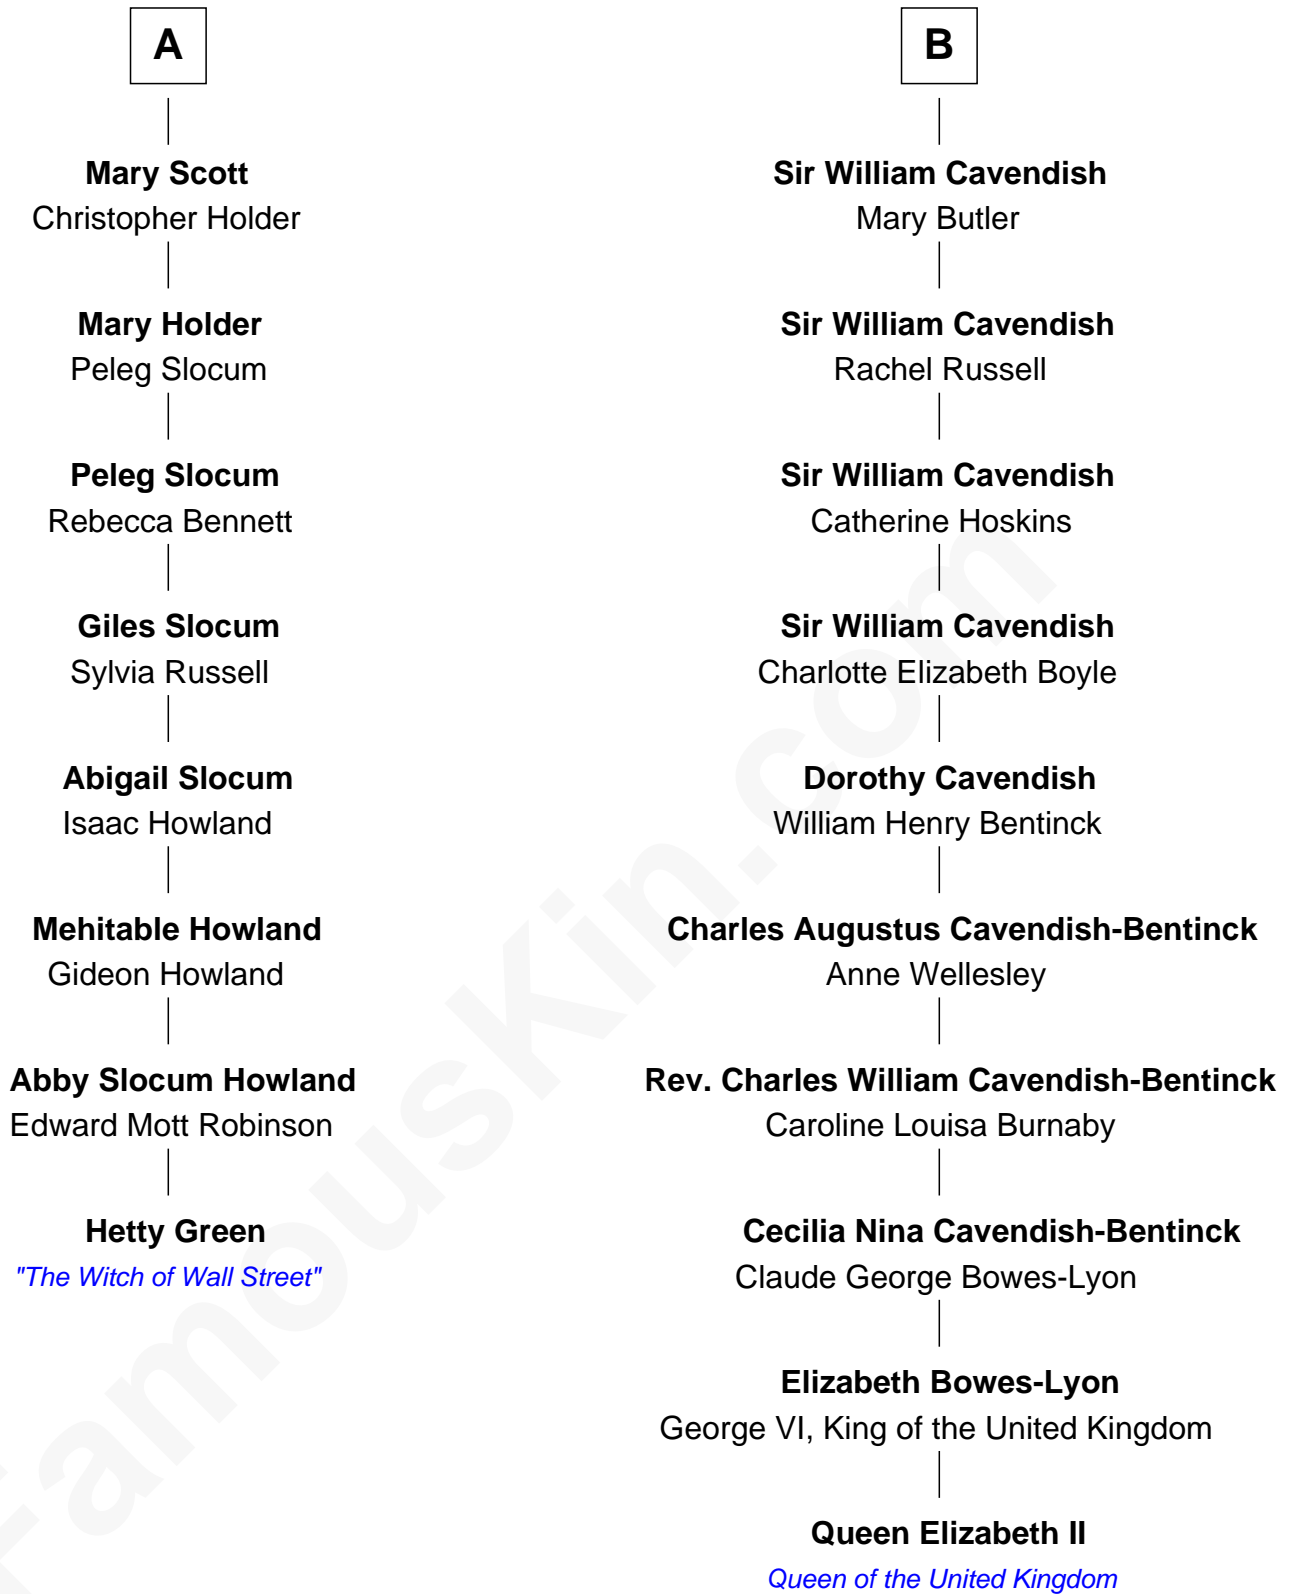 A
Mary Scott
Christopher Holder
Mary Holder
Peleg Slocum
Peleg Slocum
Rebecca Bennett
Giles Slocum
Sylvia Russell
Abigail Slocum
Isaac Howland
Mehitable Howland
Gideon Howland
Abby Slocum Howland
Edward Mott Robinson
Hetty Green
"The Witch of Wall Street"
B
Sir William Cavendish
Mary Butler
Sir William Cavendish
Rachel Russell
Sir William Cavendish
Catherine Hoskins
Sir William Cavendish
Charlotte Elizabeth Boyle
Dorothy Cavendish
William Henry Bentinck
Charles Augustus Cavendish-Bentinck
Anne Wellesley
Rev. Charles William Cavendish-Bentinck
Caroline Louisa Burnaby
Cecilia Nina Cavendish-Bentinck
Claude George Bowes-Lyon
Elizabeth Bowes-Lyon
George VI, King of the United Kingdom
Queen Elizabeth II
Queen of the United Kingdom
FamousKin.com